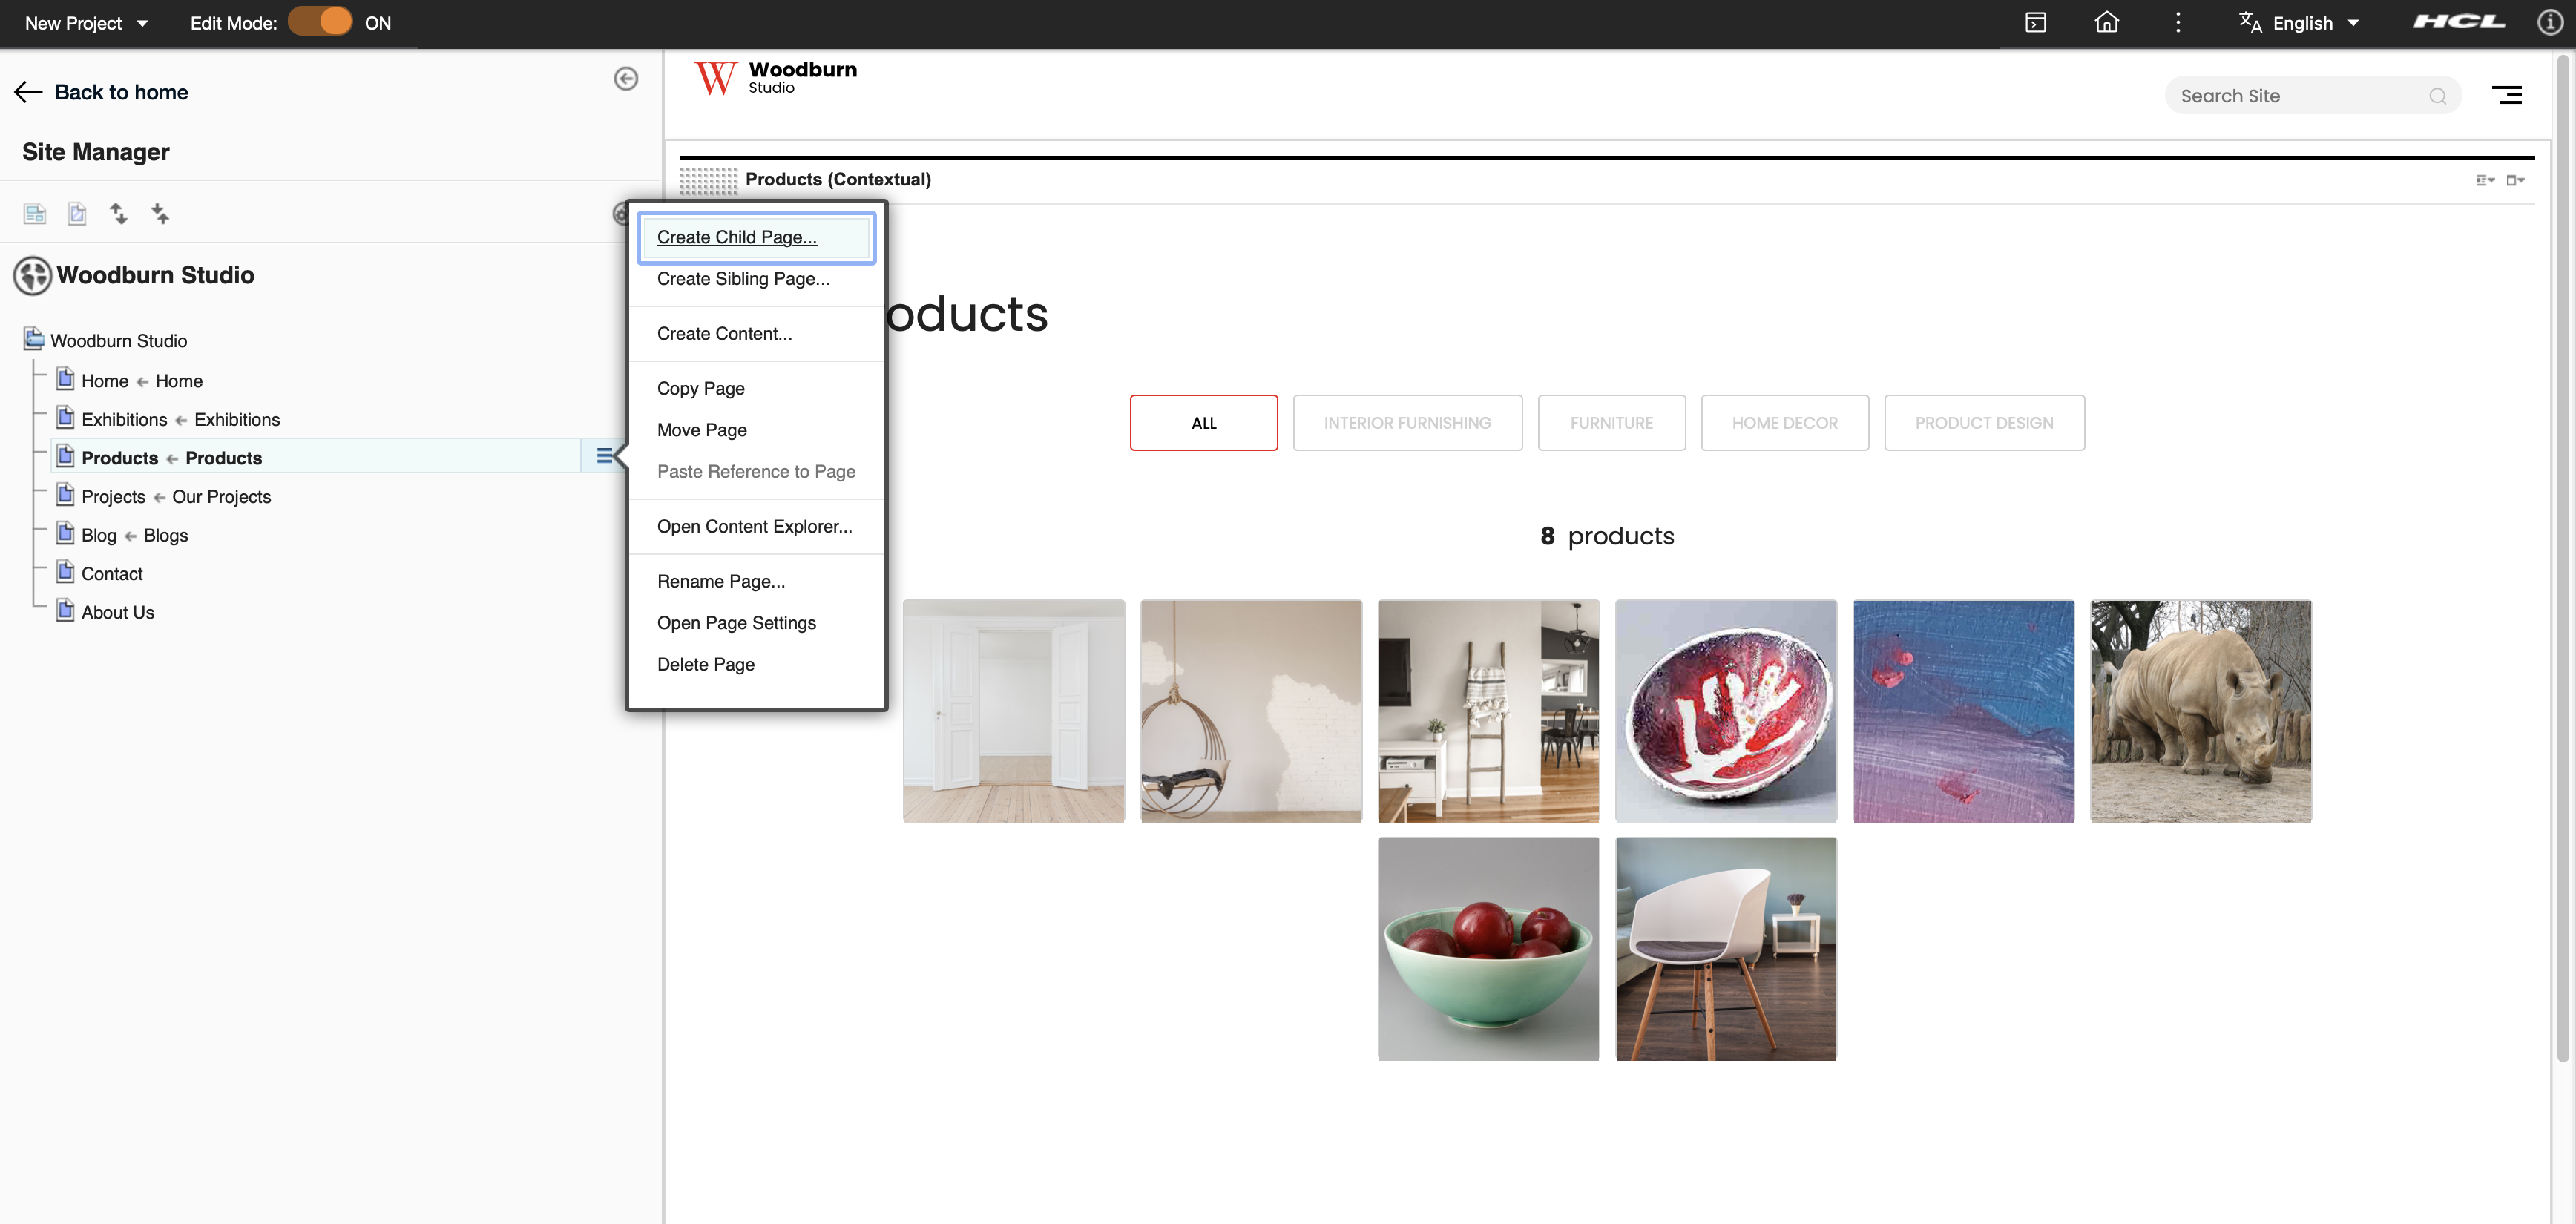 New Project
Edit Mode: ON
English
HCL
Back to home
Site Manager
Woodburn Studio
Woodburn Studio
Home ← Home
Exhibitions ← Exhibitions
Products ← Products
Projects ← Our Projects
Blog ← Blogs
Contact
About Us
Create Child Page...
Create Sibling Page...
Create Content...
Copy Page
Move Page
Paste Reference to Page
Open Content Explorer...
Rename Page...
Open Page Settings
Delete Page
W Woodburn
Studio
Search Site
Products (Contextual)
oducts
ALL
INTERIOR FURNISHING
FURNITURE
HOME DECOR
PRODUCT DESIGN
8 products